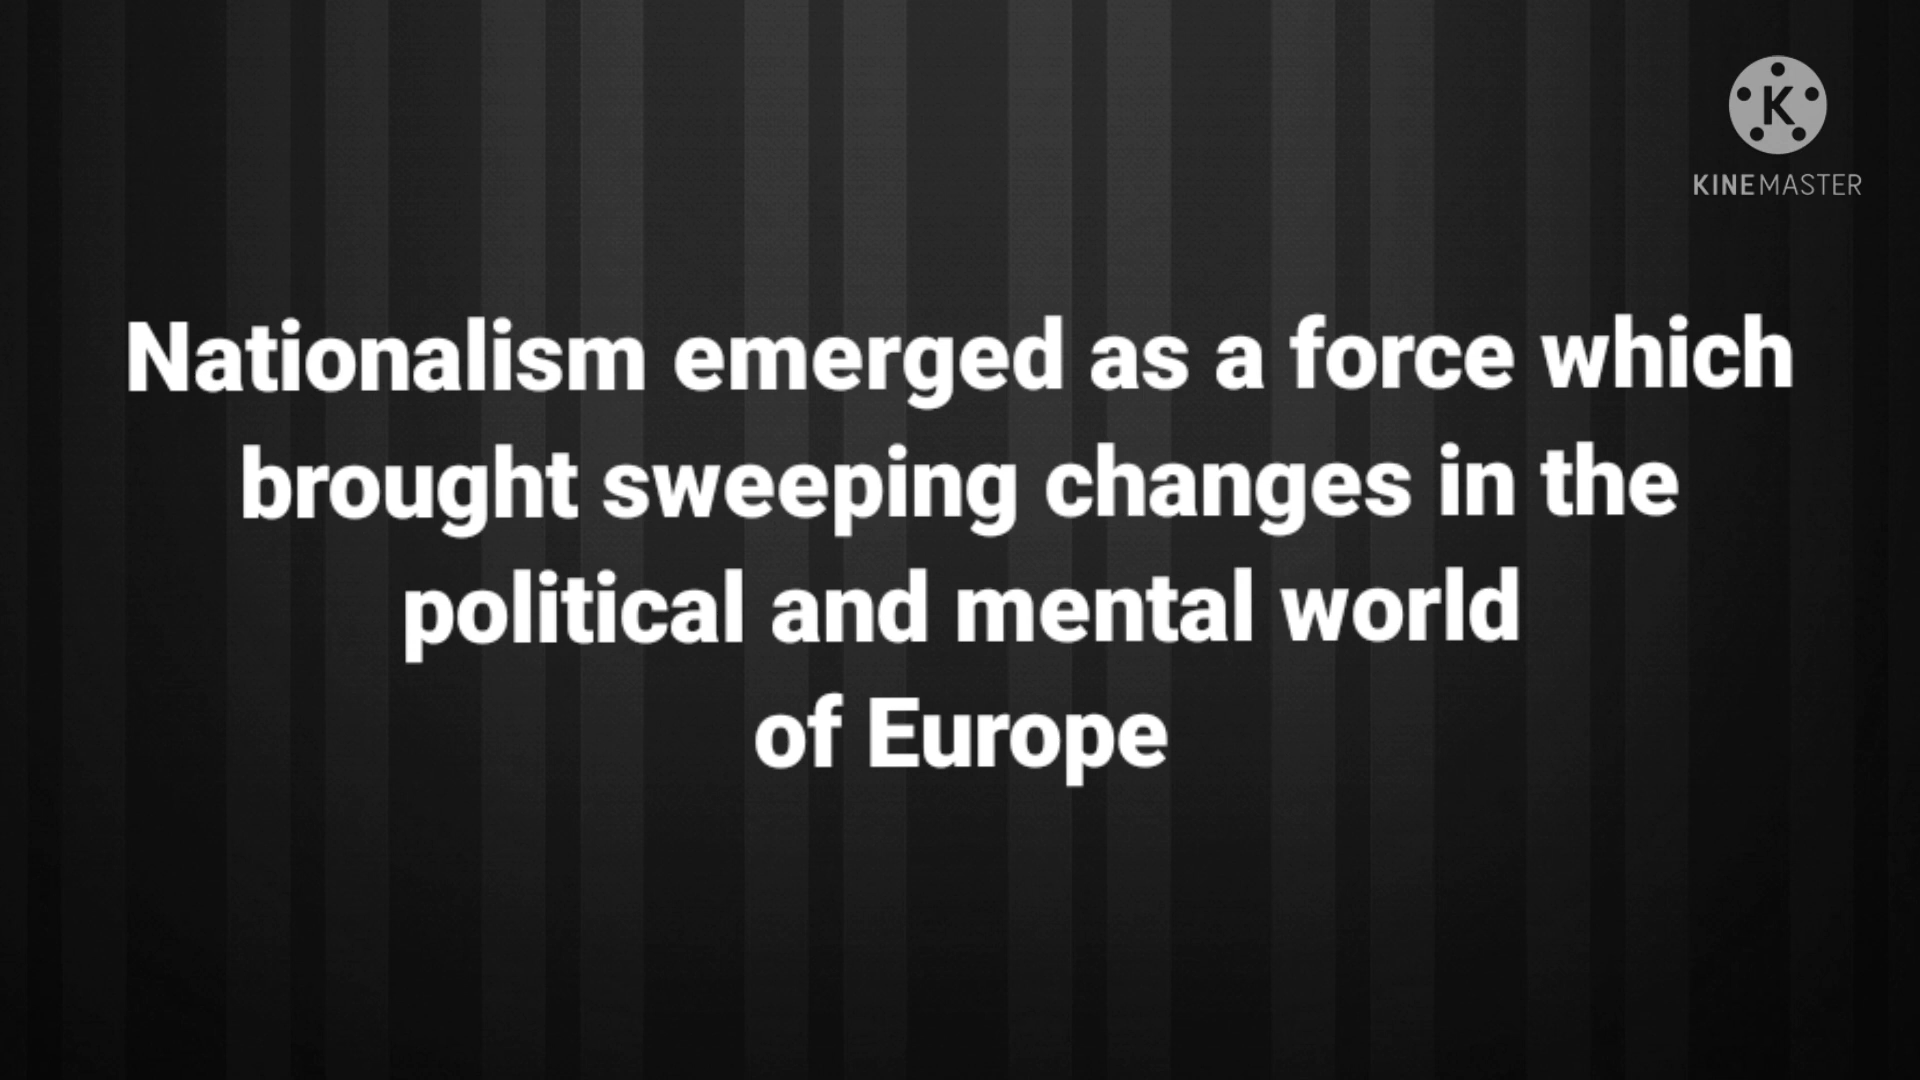 K
KINEMASTER
Nationalism emerged as a force which
brought sweeping changes in the
political and mental world
of Europe